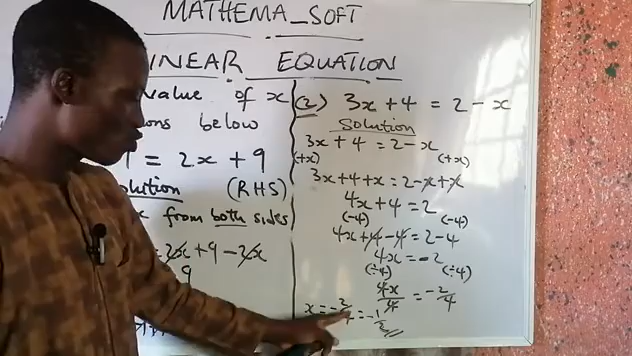 MATHEMA_SOFT
INEAR EQUATION
value of x
ons below
= 2x + 9
lution (RHS)
from both sides
= 2x + 9 - 2x
9
(2) 3x + 4 = 2 - x
Solution
3x + 4 = 2 - x
(+x) (+x)
3x + 4 + x = 2 - x + x
4x + 4 = 2
(-4) (-4)
4x + 4 - 4 = 2 - 4
4x = -2
(÷4) (÷4)
4x/4 = -2/4
x = -2/4 = -1/2